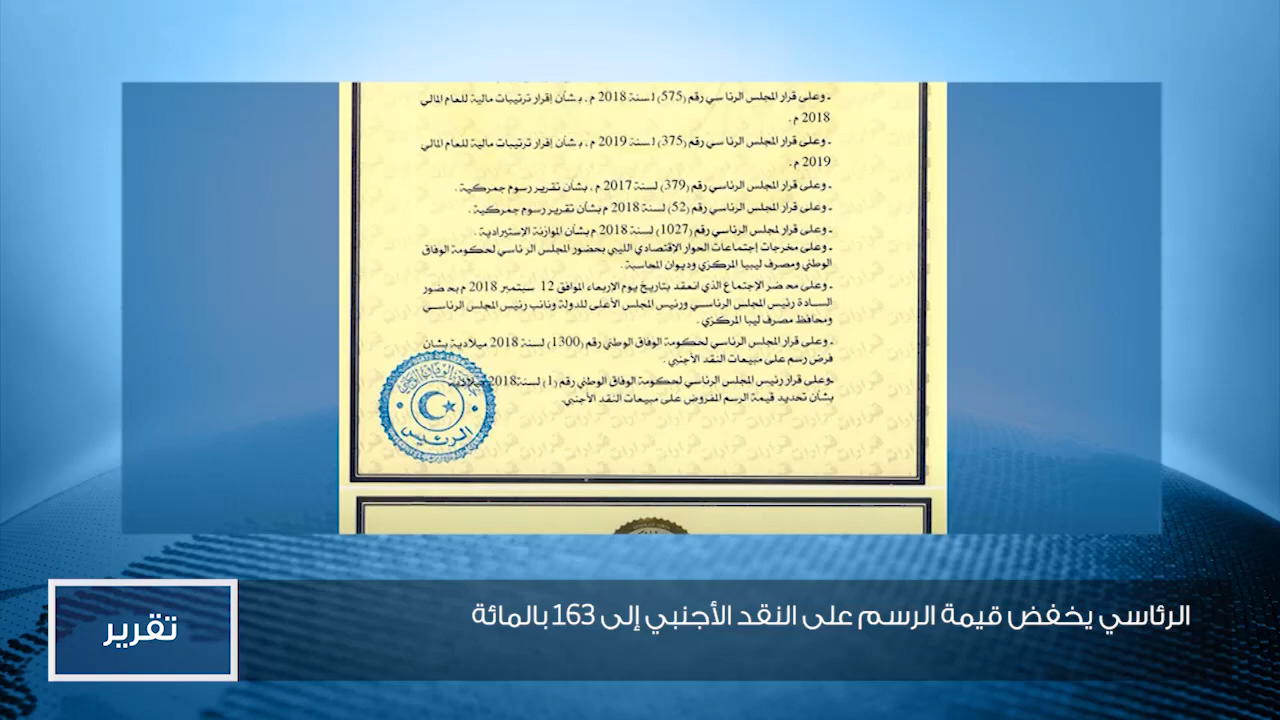 ـ وعلى قرار المجلس الرئاسي رقم (575) لسنة 2018 م ، بشأن إقرار ترتيبات مالية للعام المالي
2018 م .
ـ وعلى قرار المجلس الرئاسي رقم (375) لسنة 2019 م ، بشأن إقرار ترتيبات مالية للعام المالي
2019 م .
ـ وعلى قرار المجلس الرئاسي رقم (379) لسنة 2017 م ، بشأن تقرير رسوم جمركية .
ـ وعلى قرار المجلس الرئاسي رقم (52) لسنة 2018 م بشأن تقرير رسوم جمركية .
ـ وعلى قرار لمجلس الرئاسي رقم (1027) لسنة 2018 م بشأن الموازنة الإستيرادية .
ـ وعلى مخرجات إجتماعات الحوار الإقتصادي الليبي بحضور المجلس الرئاسي لحكومة الوفاق
الوطني ومصرف ليبيا المركزي وديوان المحاسبة .
ـ وعلى محضر الإجتماع الذي انعقد بتاريخ يوم الاربعاء الموافق 12 سبتمبر 2018 م بحضور
السادة رئيس المجلس الرئاسي ورئيس المجلس الأعلى للدولة ونائب رئيس المجلس الرئاسي
ومحافظ مصرف ليبا المركزي .
ـ وعلى قرار المجلس الرئاسي لحكومة الوفاق الوطني رقم (1300) لسنة 2018 ميلادية بشأن
فرض رسم على مبيعات النقد الأجنبي .
ـوعلى قرار رئيس المجلس الرئاسي لحكومة الوفاق الوطني رقم (1) لسنة 2018 ميلادية
بشأن تحديد قيمة الرسم المفروض على مبيعات النقد الأجنبي.
الرئيس
الرئاسي يخفض قيمة الرسم على النقد الأجنبي إلى 163 بالمائة
تقرير